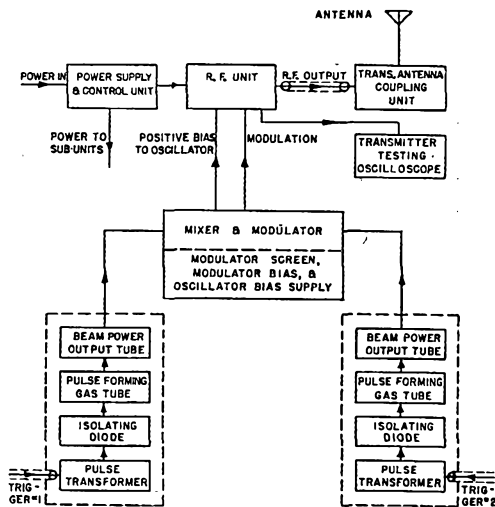 ANTENNA
POWER IN
POWER SUPPLY
& CONTROL UNIT
R.F. UNIT
R.F. OUTPUT
TRANS. ANTENNA
COUPLING
UNIT
POWER TO
SUB-UNITS
POSITIVE BIAS
TO OSCILLATOR
MODULATION
TRANSMITTER
TESTING
OSCILLOSCOPE
MIXER & MODULATOR
MODULATOR SCREEN,
MODULATOR BIAS, &
OSCILLATOR BIAS SUPPLY
BEAM POWER
OUTPUT TUBE
PULSE FORMING
GAS TUBE
ISOLATING
DIODE
PULSE
TRANSFORMER
TRIG-
GER#1
BEAM POWER
OUTPUT TUBE
PULSE FORMING
GAS TUBE
ISOLATING
DIODE
PULSE
TRANSFORMER
TRIG-
GER#2